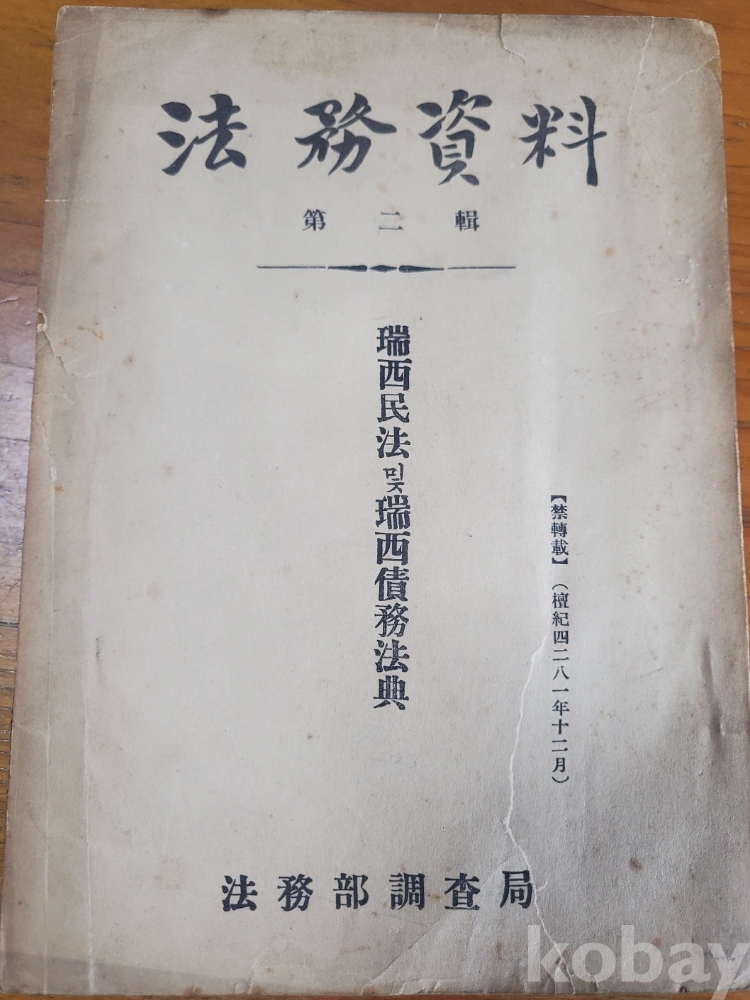 法務資料
第二輯
瑞西民法및瑞西債務法典
【禁轉載】(檀紀四二八一年十二月)
法務部調査局
kobay